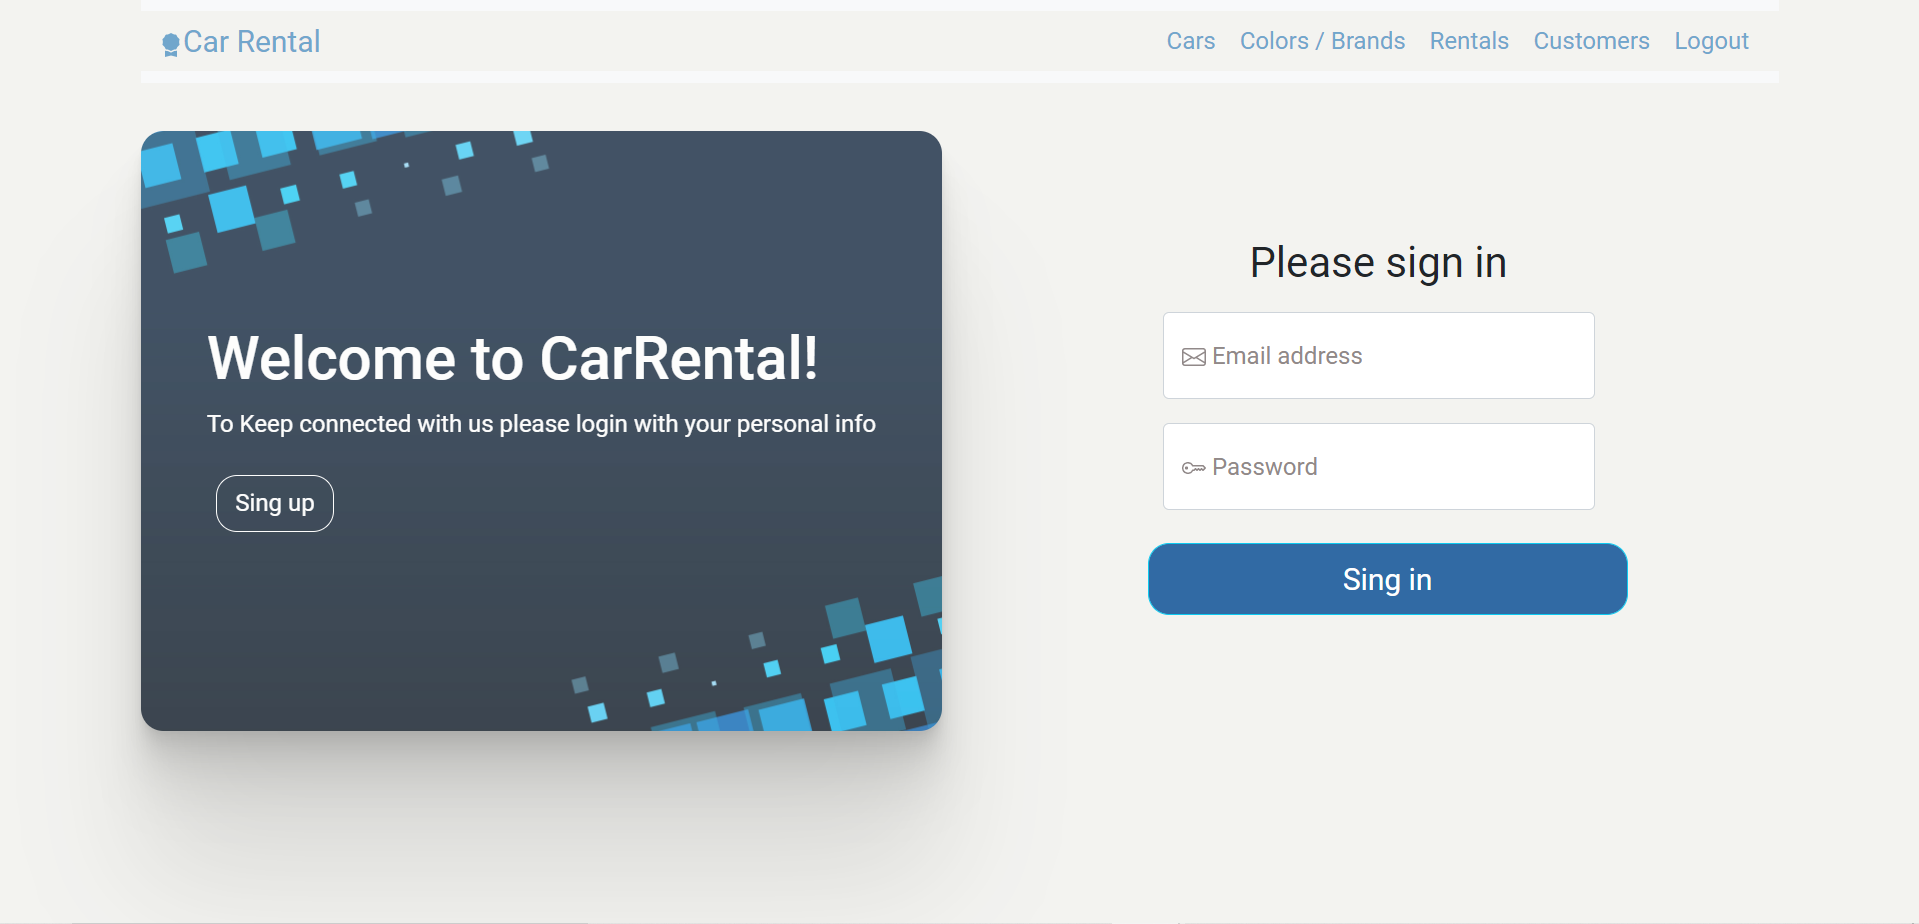 Car Rental
Cars Colors / Brands Rentals Customers Logout
Welcome to CarRental!
To Keep connected with us please login with your personal info
Sing up
Please sign in
Email address
Password
Sing in